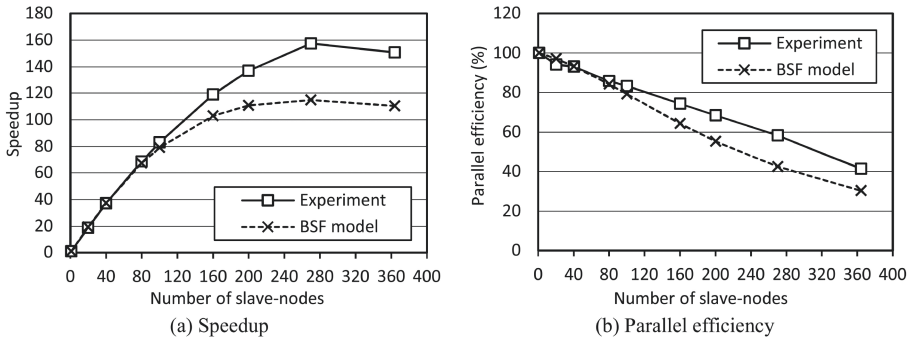 180
160
140
120
100
80
60
40
20
0
Speedup
Experiment
BSF model
0 40 80 120 160 200 240 280 320 360 400
Number of slave-nodes
(a) Speedup
120
100
80
60
40
20
0
Parallel efficiency (%)
Experiment
BSF model
0 40 80 120 160 200 240 280 320 360 400
Number of slave-nodes
(b) Parallel efficiency